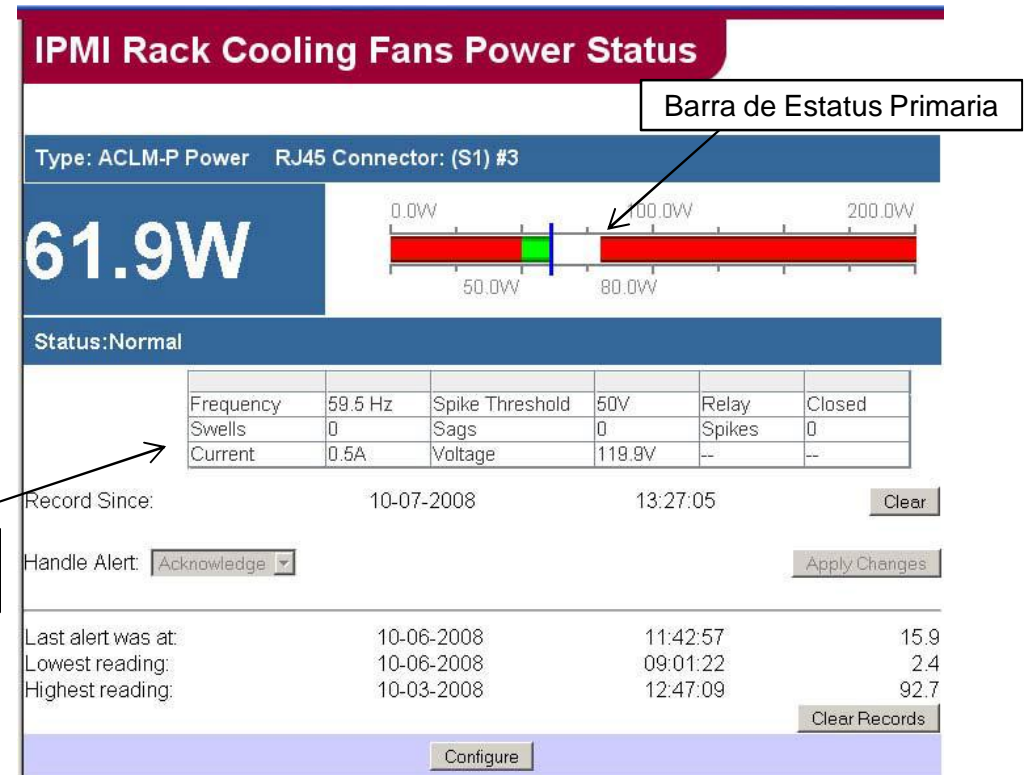 IPMI Rack Cooling Fans Power Status
Barra de Estatus Primaria
Type: ACLM-P Power RJ45 Connector: (S1) #3
61.9W
0.0W 100.0W 200.0W
50.0W 80.0W
Status:Normal
Frequency 59.5 Hz Spike Threshold 50V Relay Closed
Swells 0 Sags 0 Spikes 0
Current 0.5A Voltage 119.9V -- --
Record Since: 10-07-2008 13:27:05 Clear
Handle Alert: Acknowledge Apply Changes
Last alert was at: 10-06-2008 11:42:57 15.9
Lowest reading: 10-06-2008 09:01:22 2.4
Highest reading: 10-03-2008 12:47:09 92.7
Clear Records
Configure